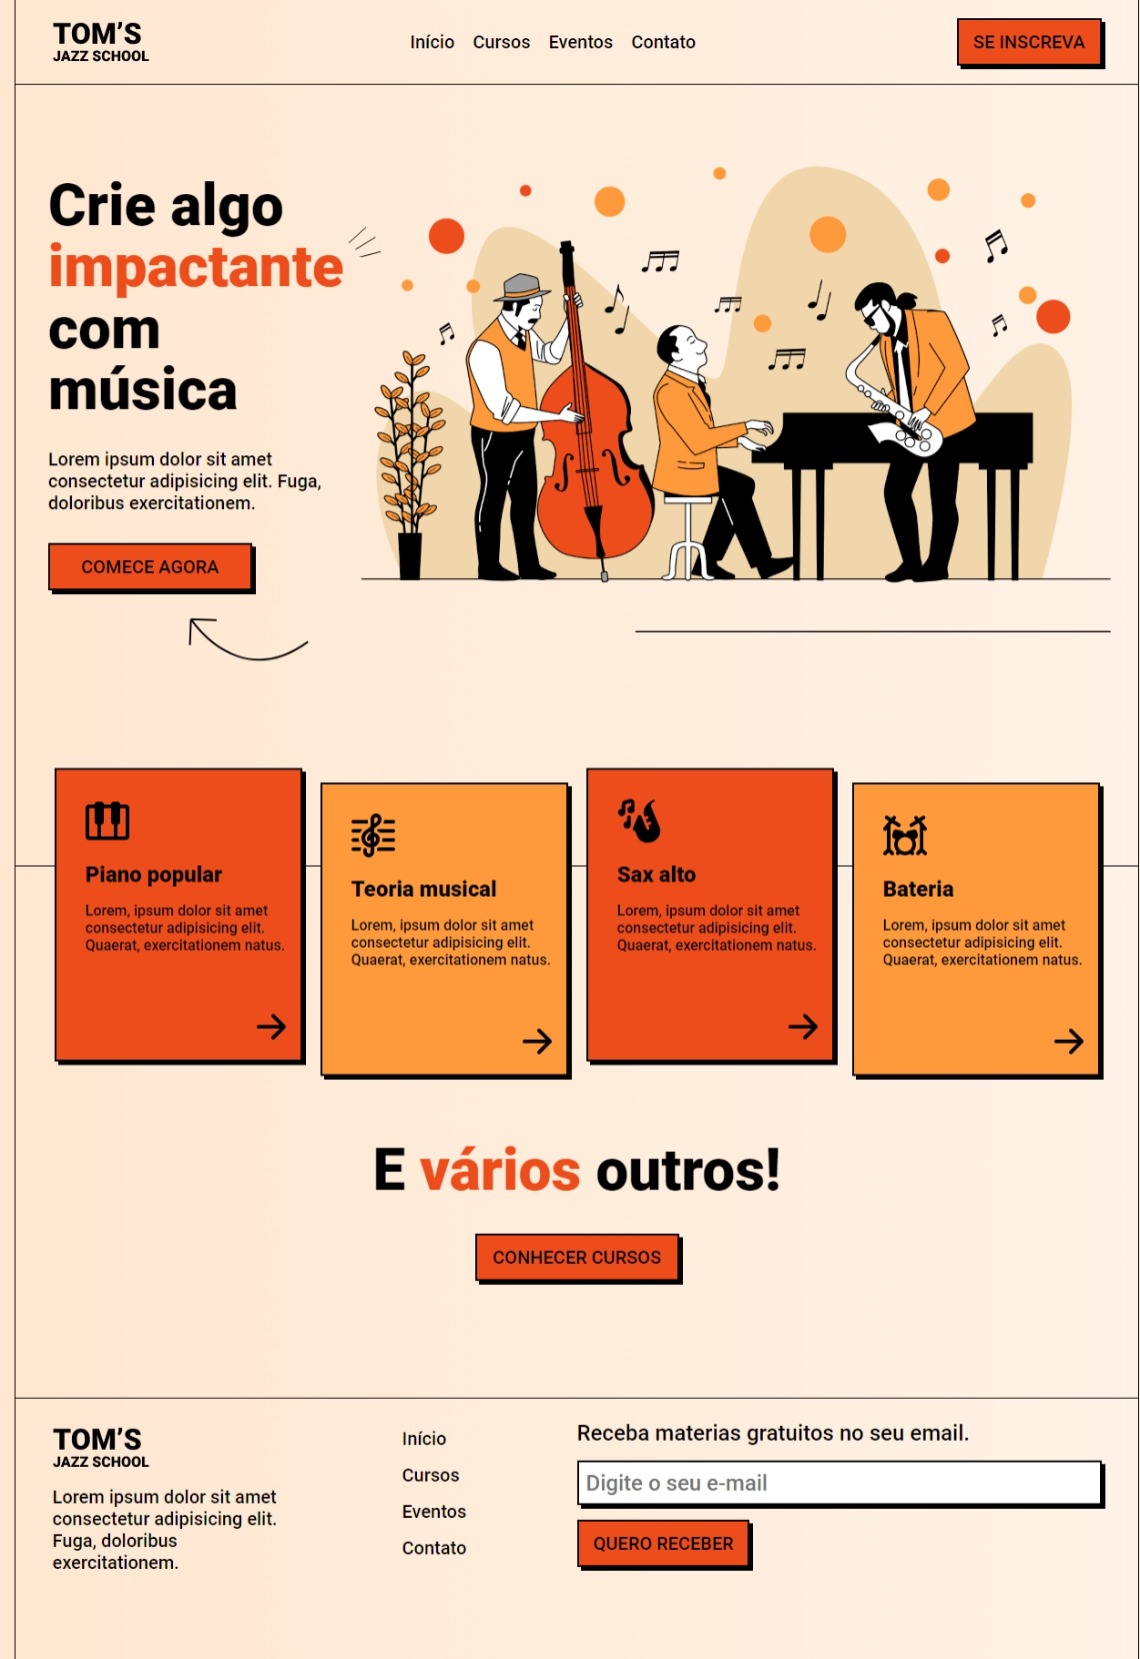 TOM'S
JAZZ SCHOOL
Início Cursos Eventos Contato
SE INSCREVA
Crie algo
impactante
com
música
Lorem ipsum dolor sit amet
consectetur adipisicing elit. Fuga,
doloribus exercitationem.
COMECE AGORA
Piano popular
Lorem, ipsum dolor sit amet
consectetur adipisicing elit.
Quaerat, exercitationem natus.
Teoria musical
Lorem, ipsum dolor sit amet
consectetur adipisicing elit.
Quaerat, exercitationem natus.
Sax alto
Lorem, ipsum dolor sit amet
consectetur adipisicing elit.
Quaerat, exercitationem natus.
Bateria
Lorem, ipsum dolor sit amet
consectetur adipisicing elit.
Quaerat, exercitationem natus.
E vários outros!
CONHECER CURSOS
TOM'S
JAZZ SCHOOL
Lorem ipsum dolor sit amet
consectetur adipisicing elit.
Fuga, doloribus
exercitationem.
Início
Cursos
Eventos
Contato
Receba materias gratuitos no seu email.
Digite o seu e-mail
QUERO RECEBER